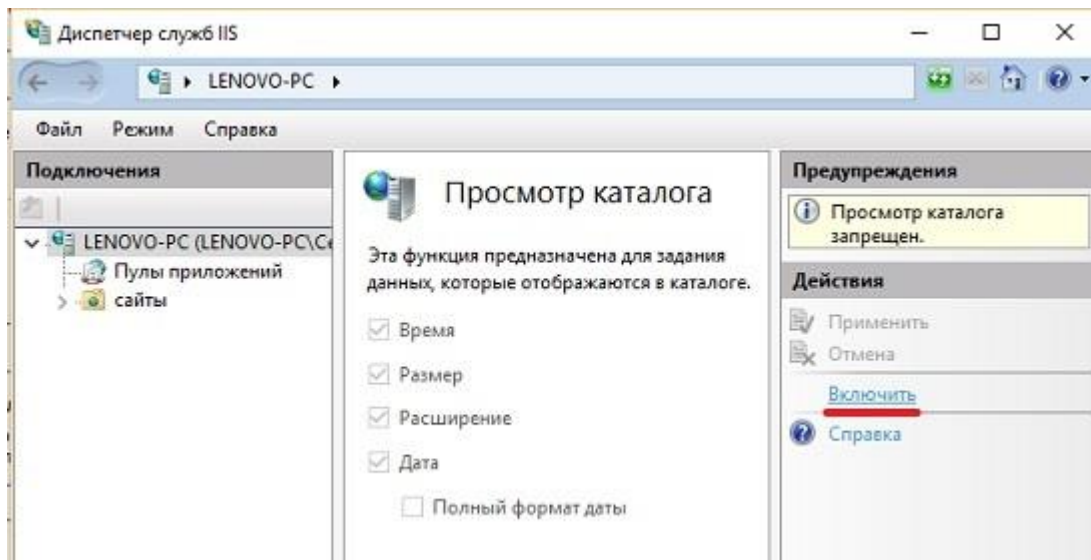 Диспетчер служб IIS
LENOVO-PC
Файл Режим Справка
Подключения
LENOVO-PC (LENOVO-PC\Ce
Пулы приложений
сайты
Просмотр каталога
Эта функция предназначена для задания
данных, которые отображаются в каталоге.
Время
Размер
Расширение
Дата
Полный формат даты
Предупреждения
Просмотр каталога
запрещен.
Действия
Применить
Отмена
Включить
Справка